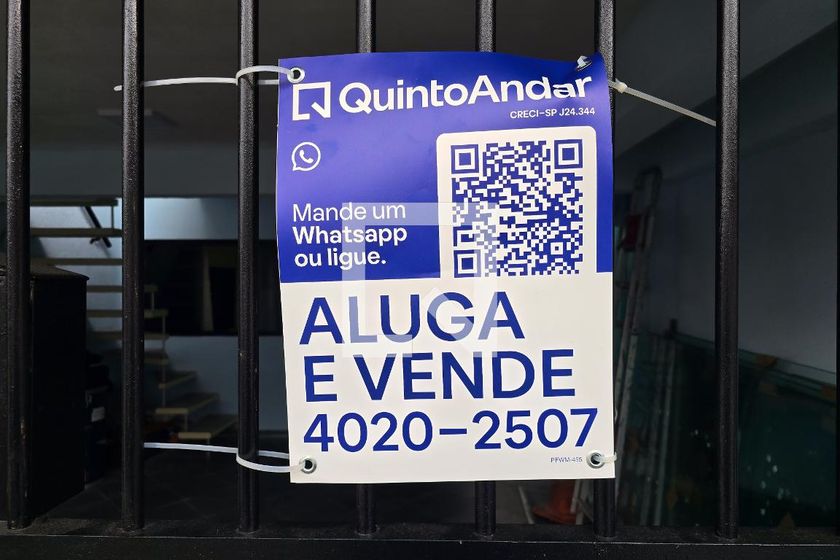 QuintoAndar
CRECI-SP J24.344
Mande um
Whatsapp
ou ligue.
ALUGA
E VENDE
4020-2507